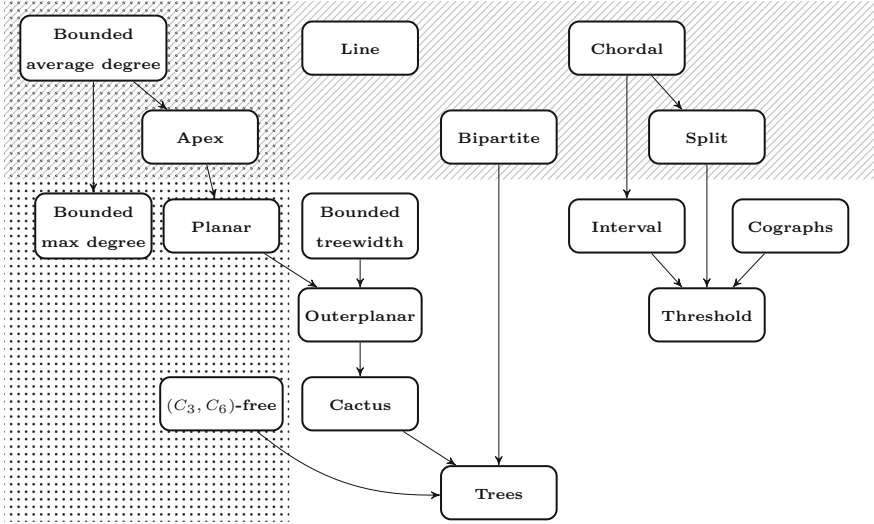 Bounded
average degree
Line
Chordal
Apex
Bipartite
Split
Bounded
max degree
Planar
Bounded
treewidth
Interval
Cographs
Outerplanar
Threshold
(C₃, C₆)-free
Cactus
Trees